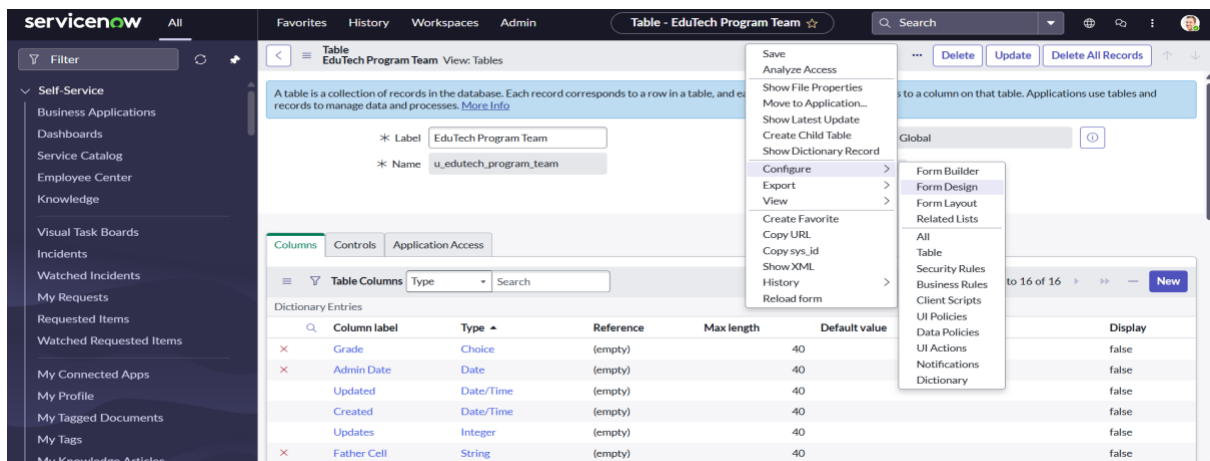 servicenow All Favorites History Workspaces Admin Table - EduTech Program Team Search
Filter
Self-Service
Business Applications
Dashboards
Service Catalog
Employee Center
Knowledge
Visual Task Boards
Incidents
Watched Incidents
My Requests
Requested Items
Watched Requested Items
My Connected Apps
My Profile
My Tagged Documents
My Tags
My Knowledge Articles
Table
EduTech Program Team View: Tables
Delete Update Delete All Records
A table is a collection of records in the database. Each record corresponds to a row in a table, and ea
s to a column on that table. Applications use tables and
records to manage data and processes. More Info
Label EduTech Program Team Global
Name u_edutech_program_team
Save
Analyze Access
Show File Properties
Move to Application...
Show Latest Update
Create Child Table
Show Dictionary Record
Configure
Export
View
Create Favorite
Copy URL
Copy sys_id
Show XML
History
Reload form
Form Builder
Form Design
Form Layout
Related Lists
All
Table
Security Rules
Business Rules
Client Scripts
UI Policies
Data Policies
UI Actions
Notifications
Dictionary
Columns Controls Application Access
Table Columns Type Search to 16 of 16 New
Dictionary Entries
Column label Type Reference Max length Default value Display
Grade Choice (empty) 40 false
Admin Date Date (empty) 40 false
Updated Date/Time (empty) 40 false
Created Date/Time (empty) 40 false
Updates Integer (empty) 40 false
Father Cell String (empty) 40 false